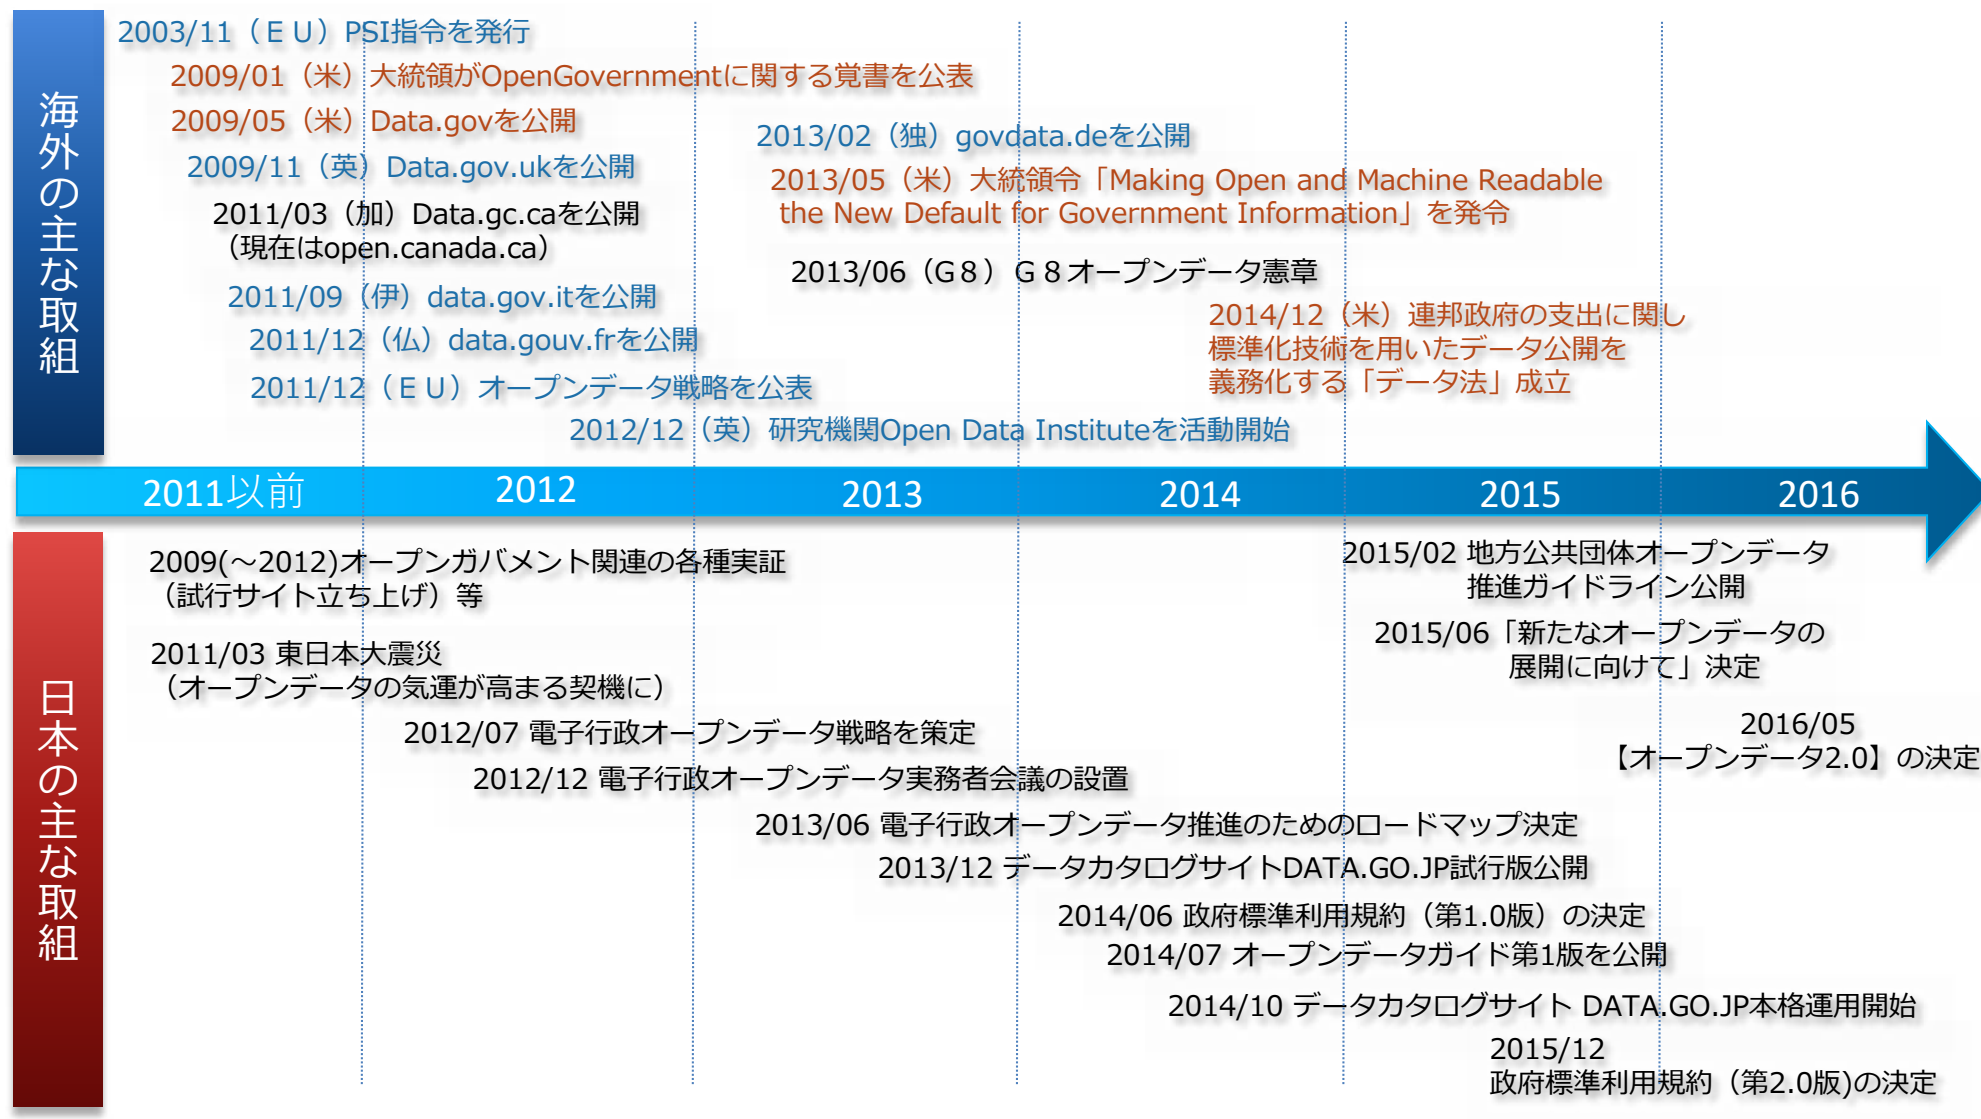 海外の主な取組
2003/11（ＥＵ）PSI指令を発行
2009/01（米）大統領がOpenGovernmentに関する覚書を公表
2009/05（米）Data.govを公開
2009/11（英）Data.gov.ukを公開
2011/03（加）Data.gc.caを公開
（現在はopen.canada.ca）
2011/09（伊）data.gov.itを公開
2011/12（仏）data.gouv.frを公開
2011/12（ＥＵ）オープンデータ戦略を公表
2012/12（英）研究機関Open Data Instituteを活動開始
2013/02（独）govdata.deを公開
2013/05（米）大統領令「Making Open and Machine Readable
the New Default for Government Information」を発令
2013/06（G８）G８オープンデータ憲章
2014/12（米）連邦政府の支出に関し
標準化技術を用いたデータ公開を
義務化する「データ法」成立
2011以前
2012
2013
2014
2015
2016
日本の主な取組
2009(～2012)オープンガバメント関連の各種実証
（試行サイト立ち上げ）等
2011/03 東日本大震災
（オープンデータの気運が高まる契機に）
2012/07 電子行政オープンデータ戦略を策定
2012/12 電子行政オープンデータ実務者会議の設置
2013/06 電子行政オープンデータ推進のためのロードマップ決定
2013/12 データカタログサイトDATA.GO.JP試行版公開
2014/06 政府標準利用規約（第1.0版）の決定
2014/07 オープンデータガイド第1版を公開
2014/10 データカタログサイト DATA.GO.JP本格運用開始
2015/02 地方公共団体オープンデータ
推進ガイドライン公開
2015/06「新たなオープンデータの
展開に向けて」決定
2015/12
政府標準利用規約（第2.0版)の決定
2016/05
【オープンデータ2.0】の決定